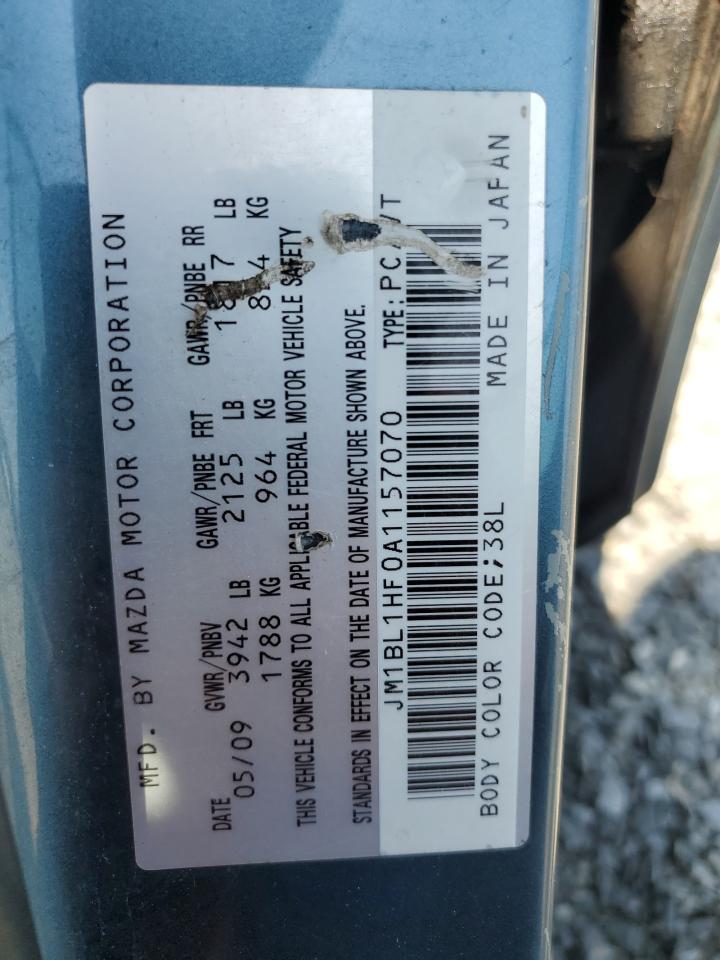 MFD. BY MAZDA MOTOR CORPORATION
DATE GVWR/PNBV GAWR/PNBE FRT GAWR/PNBE RR
05/09 3942 LB 2125 LB LB
1788 KG 964 KG KG
THIS VEHICLE CONFORMS TO ALL APPLICABLE FEDERAL MOTOR VEHICLE SAFETY
STANDARDS IN EFFECT ON THE DATE OF MANUFACTURE SHOWN ABOVE.
JM1BL1HF0A1157070 TYPE:
BODY COLOR CODE;38L MADE IN JAPAN